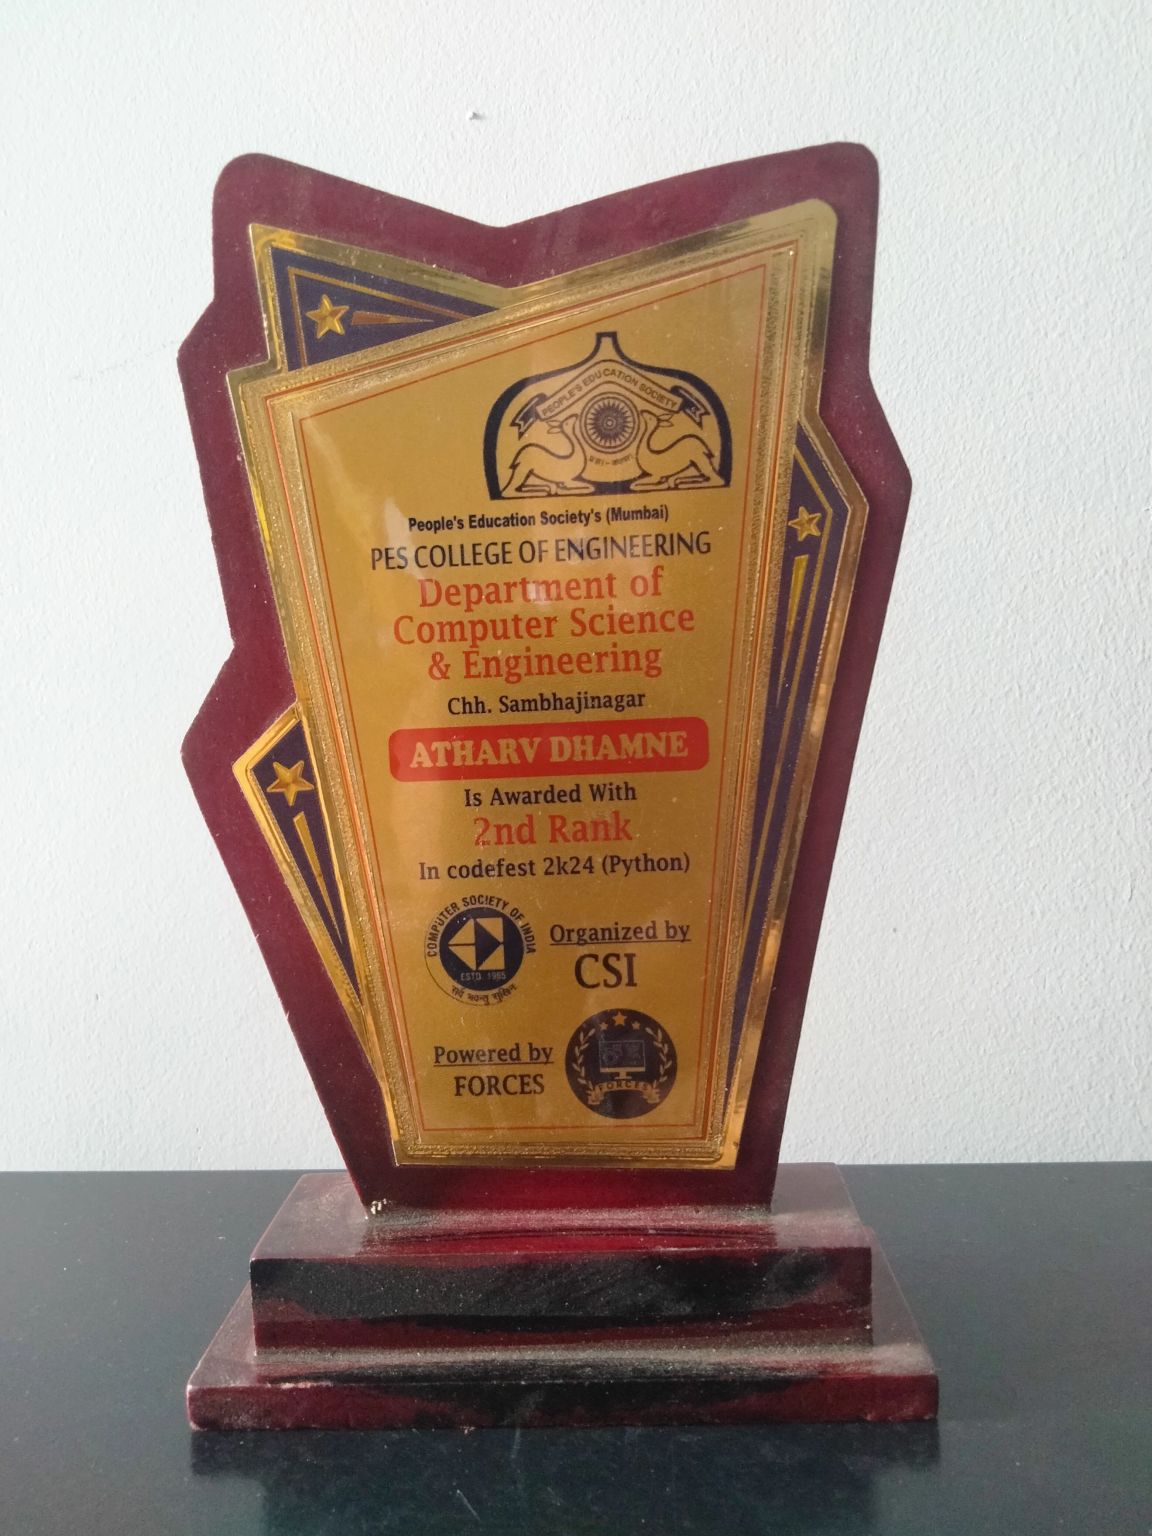 PEOPLE'S EDUCATION SOCIETY
People's Education Society's (Mumbai)
PES COLLEGE OF ENGINEERING
Department of
Computer Science
& Engineering
Chh. Sambhajinagar
ATHARV DHAMNE
Is Awarded With
2nd Rank
In codefest 2k24 (Python)
COMPUTER SOCIETY OF INDIA
ESTD 1965
Organized by
CSI
Powered by
FORCES
FORCES